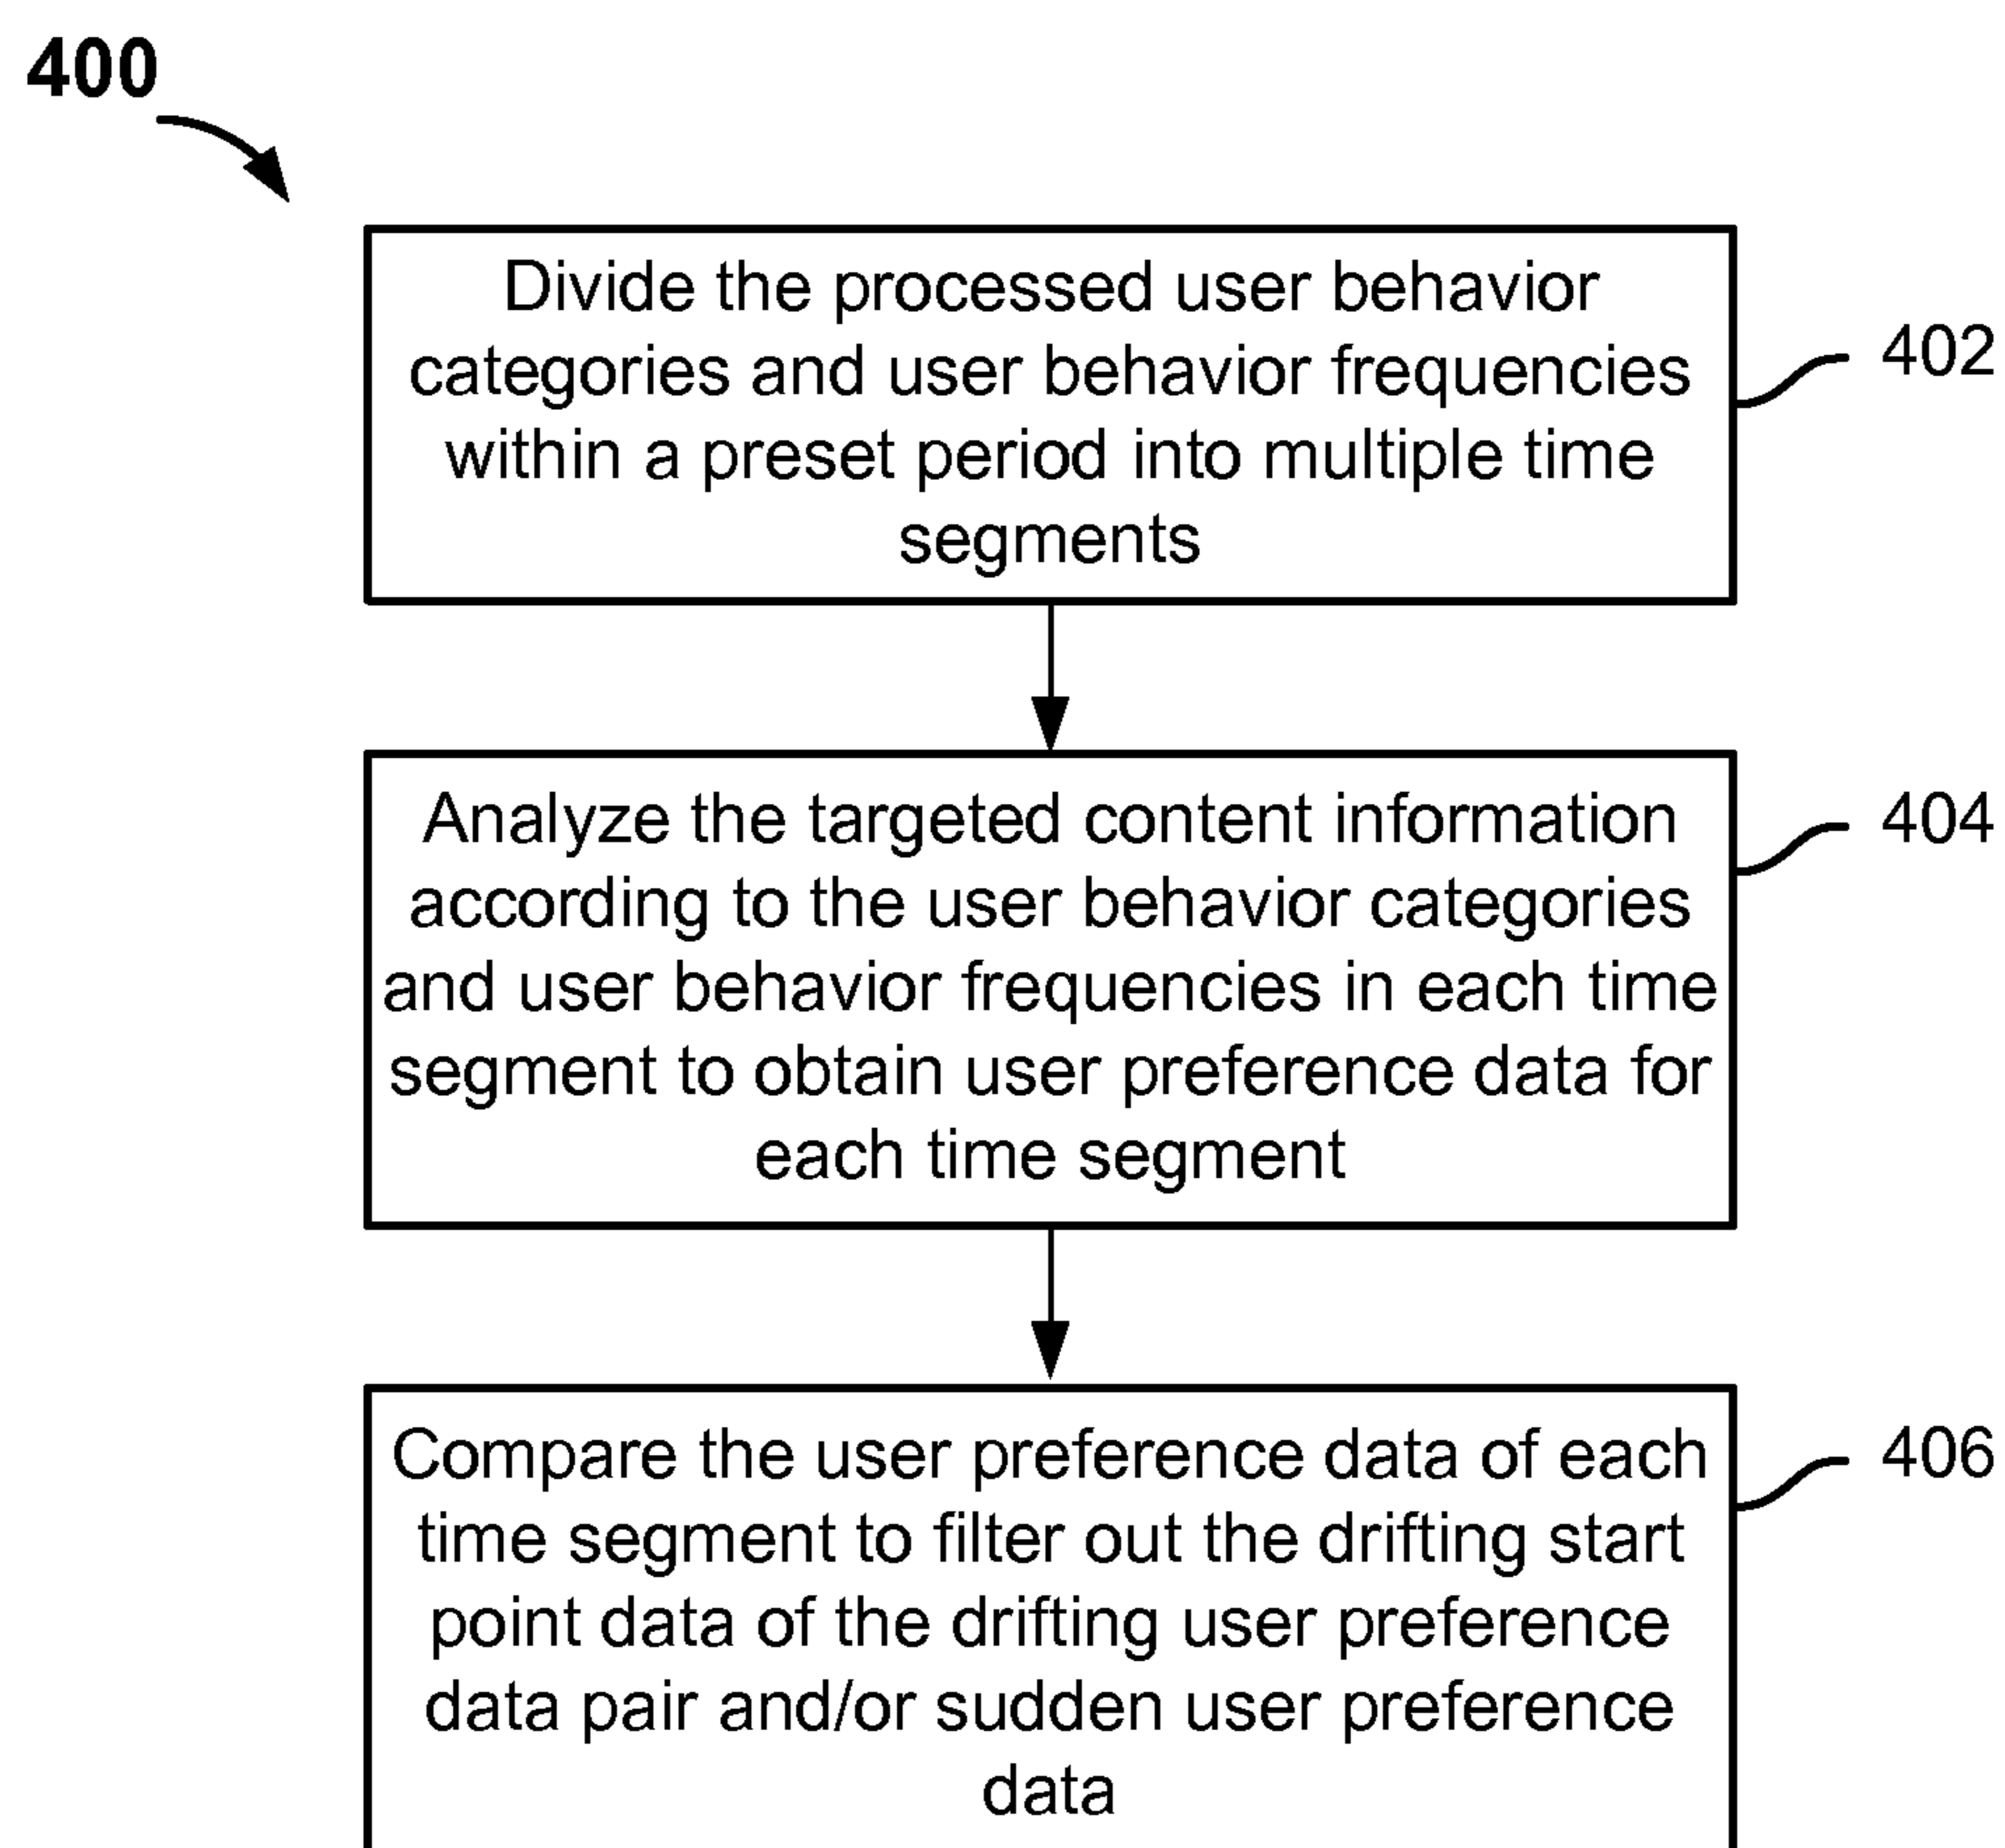 400
Divide the processed user behavior
categories and user behavior frequencies
within a preset period into multiple time
segments
402
Analyze the targeted content information
according to the user behavior categories
and user behavior frequencies in each time
segment to obtain user preference data for
each time segment
404
Compare the user preference data of each
time segment to filter out the drifting start
point data of the drifting user preference
data pair and/or sudden user preference
data
406